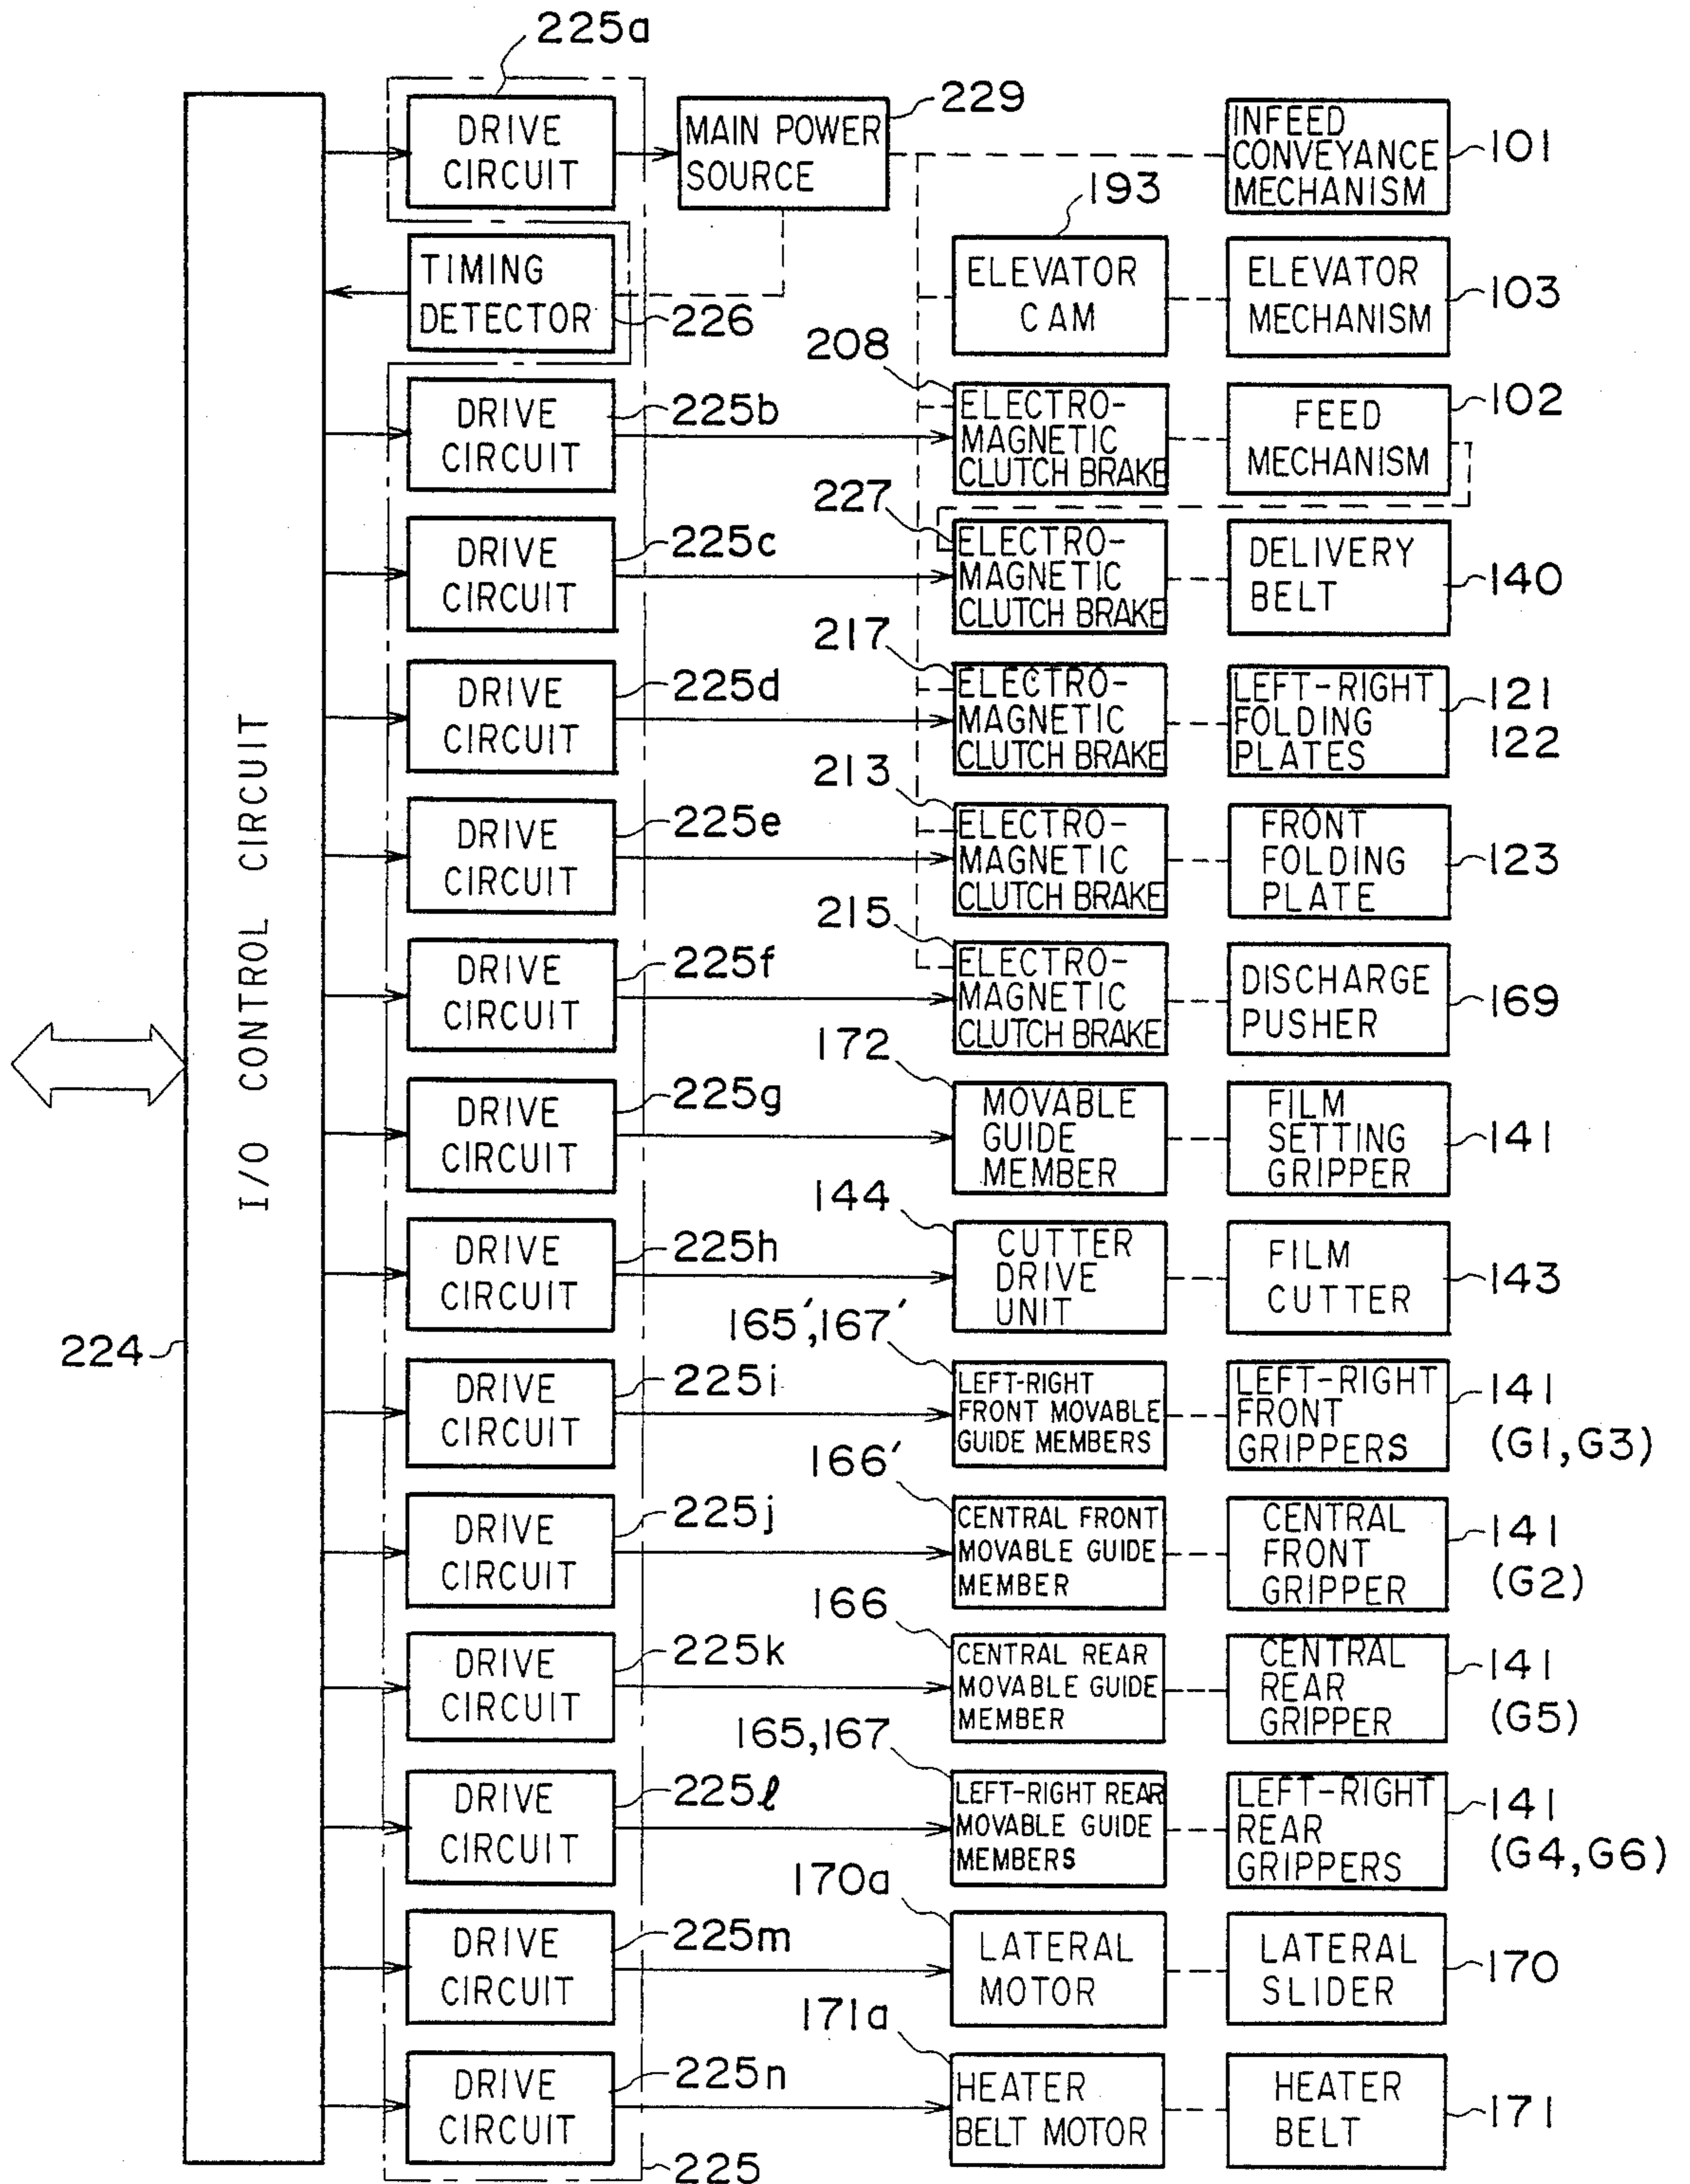 225a
DRIVE
CIRCUIT
MAIN POWER
SOURCE
229
INFEED
CONVEYANCE
MECHANISM
101
TIMING
DETECTOR
226
193
ELEVATOR
CAM
ELEVATOR
MECHANISM
103
DRIVE
CIRCUIT
225b
208
ELECTRO-
MAGNETIC
CLUTCH BRAKE
FEED
MECHANISM
102
DRIVE
CIRCUIT
225c
227
ELECTRO-
MAGNETIC
CLUTCH BRAKE
DELIVERY
BELT
140
DRIVE
CIRCUIT
225d
217
ELECTRO-
MAGNETIC
CLUTCH BRAKE
LEFT-RIGHT
FOLDING
PLATES
121
122
DRIVE
CIRCUIT
225e
213
ELECTRO-
MAGNETIC
CLUTCH BRAKE
FRONT
FOLDING
PLATE
123
DRIVE
CIRCUIT
225f
215
ELECTRO-
MAGNETIC
CLUTCH BRAKE
DISCHARGE
PUSHER
169
I/O CONTROL CIRCUIT
224
DRIVE
CIRCUIT
225g
172
MOVABLE
GUIDE
MEMBER
FILM
SETTING
GRIPPER
141
DRIVE
CIRCUIT
225h
144
CUTTER
DRIVE
UNIT
FILM
CUTTER
143
DRIVE
CIRCUIT
225i
165′,167′
LEFT-RIGHT
FRONT MOVABLE
GUIDE MEMBERS
LEFT-RIGHT
FRONT
GRIPPERS
141
(G1,G3)
DRIVE
CIRCUIT
225j
166′
CENTRAL FRONT
MOVABLE GUIDE
MEMBER
CENTRAL
FRONT
GRIPPER
141
(G2)
DRIVE
CIRCUIT
225k
166
CENTRAL REAR
MOVABLE GUIDE
MEMBER
CENTRAL
REAR
GRIPPER
141
(G5)
DRIVE
CIRCUIT
225ℓ
165,167
LEFT-RIGHT REAR
MOVABLE GUIDE
MEMBERS
LEFT-RIGHT
REAR
GRIPPERS
141
(G4,G6)
DRIVE
CIRCUIT
225m
170a
LATERAL
MOTOR
LATERAL
SLIDER
170
DRIVE
CIRCUIT
225n
171a
HEATER
BELT MOTOR
HEATER
BELT
171
225